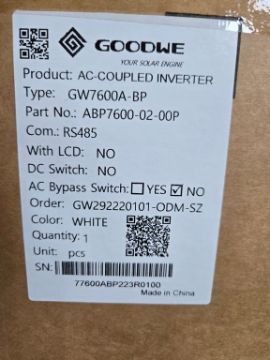 GOODWE
YOUR SOLAR ENGINE
Product: AC-COUPLED INVERTER
Type: GW7600A-BP
Part No.: ABP7600-02-00P
Com.: RS485
With LCD: NO
DC Switch: NO
AC Bypass Switch: ☐ YES ☑ NO
Order: GW292220101-ODM-SZ
Color: WHITE
Quantity: 1
Unit: pcs
SN:
77600ABP223R0100
Made in China